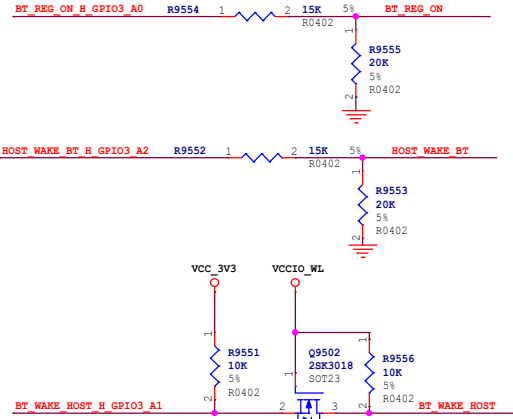 BT_REG_ON_H_GPIO3_A0 R9554 1 2 15K 5% BT_REG_ON
R0402
1
R9555
20K
5%
R0402
2
HOST_WAKE_BT_H_GPIO3_A2 R9552 1 2 15K 5% HOST_WAKE_BT
R0402
1
R9553
20K
5%
R0402
2
VCC_3V3 VCCIO_WL
1 1
R9551 Q9502 R9556
10K 2SK3018 10K
5% SOT23 5%
R0402 R0402
1
2 2
BT_WAKE_HOST_H_GPIO3_A1 2 3 BT_WAKE_HOST